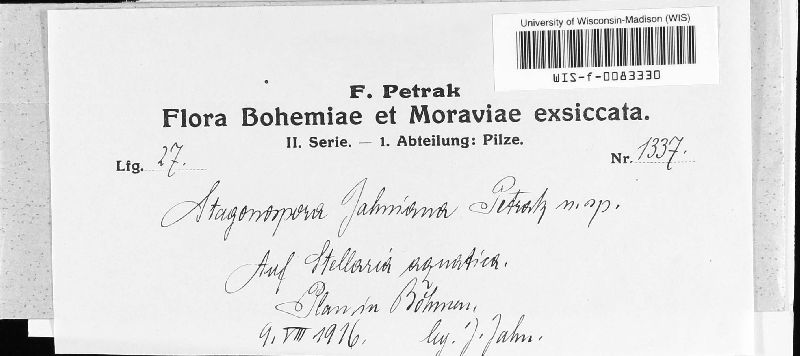 University of Wisconsin-Madison (WIS)
WIS-f-0083330
F. Petrak
Flora Bohemiae et Moraviae exsiccata.
II. Serie. — 1. Abteilung: Pilze.
Lfg. 27. Nr. 1337.
Stagonospora Jahniana Petrak n. sp.
Auf Stellaria aquatica.
Plan in Böhmen.
9. VIII 1916. leg. J. Jahn.